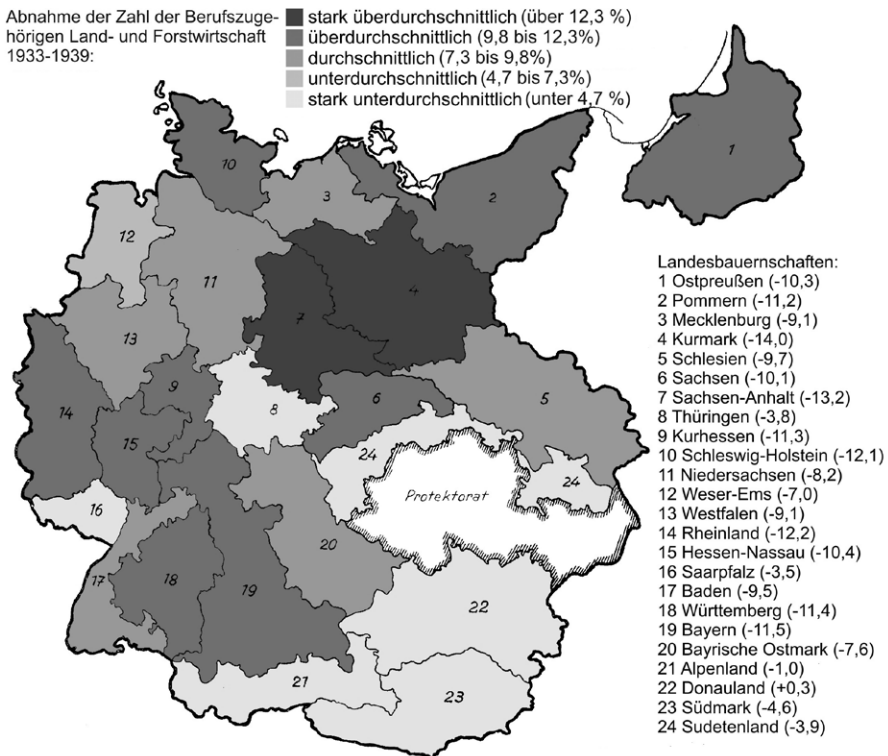 Abnahme der Zahl der Berufszuge-
hörigen Land- und Forstwirtschaft
1933-1939:
stark überdurchschnittlich (über 12,3 %)
überdurchschnittlich (9,8 bis 12,3%)
durchschnittlich (7,3 bis 9,8%)
unterdurchschnittlich (4,7 bis 7,3%)
stark unterdurchschnittlich (unter 4,7 %)
1
10
2
3
12
11
4
7
13
9
14
8
6
5
15
24
24
Protektorat
16
20
17
18
19
22
21
23
Landesbauernschaften:
1 Ostpreußen (-10,3)
2 Pommern (-11,2)
3 Mecklenburg (-9,1)
4 Kurmark (-14,0)
5 Schlesien (-9,7)
6 Sachsen (-10,1)
7 Sachsen-Anhalt (-13,2)
8 Thüringen (-3,8)
9 Kurhessen (-11,3)
10 Schleswig-Holstein (-12,1)
11 Niedersachsen (-8,2)
12 Weser-Ems (-7,0)
13 Westfalen (-9,1)
14 Rheinland (-12,2)
15 Hessen-Nassau (-10,4)
16 Saarpfalz (-3,5)
17 Baden (-9,5)
18 Württemberg (-11,4)
19 Bayern (-11,5)
20 Bayrische Ostmark (-7,6)
21 Alpenland (-1,0)
22 Donauland (+0,3)
23 Südmark (-4,6)
24 Sudetenland (-3,9)